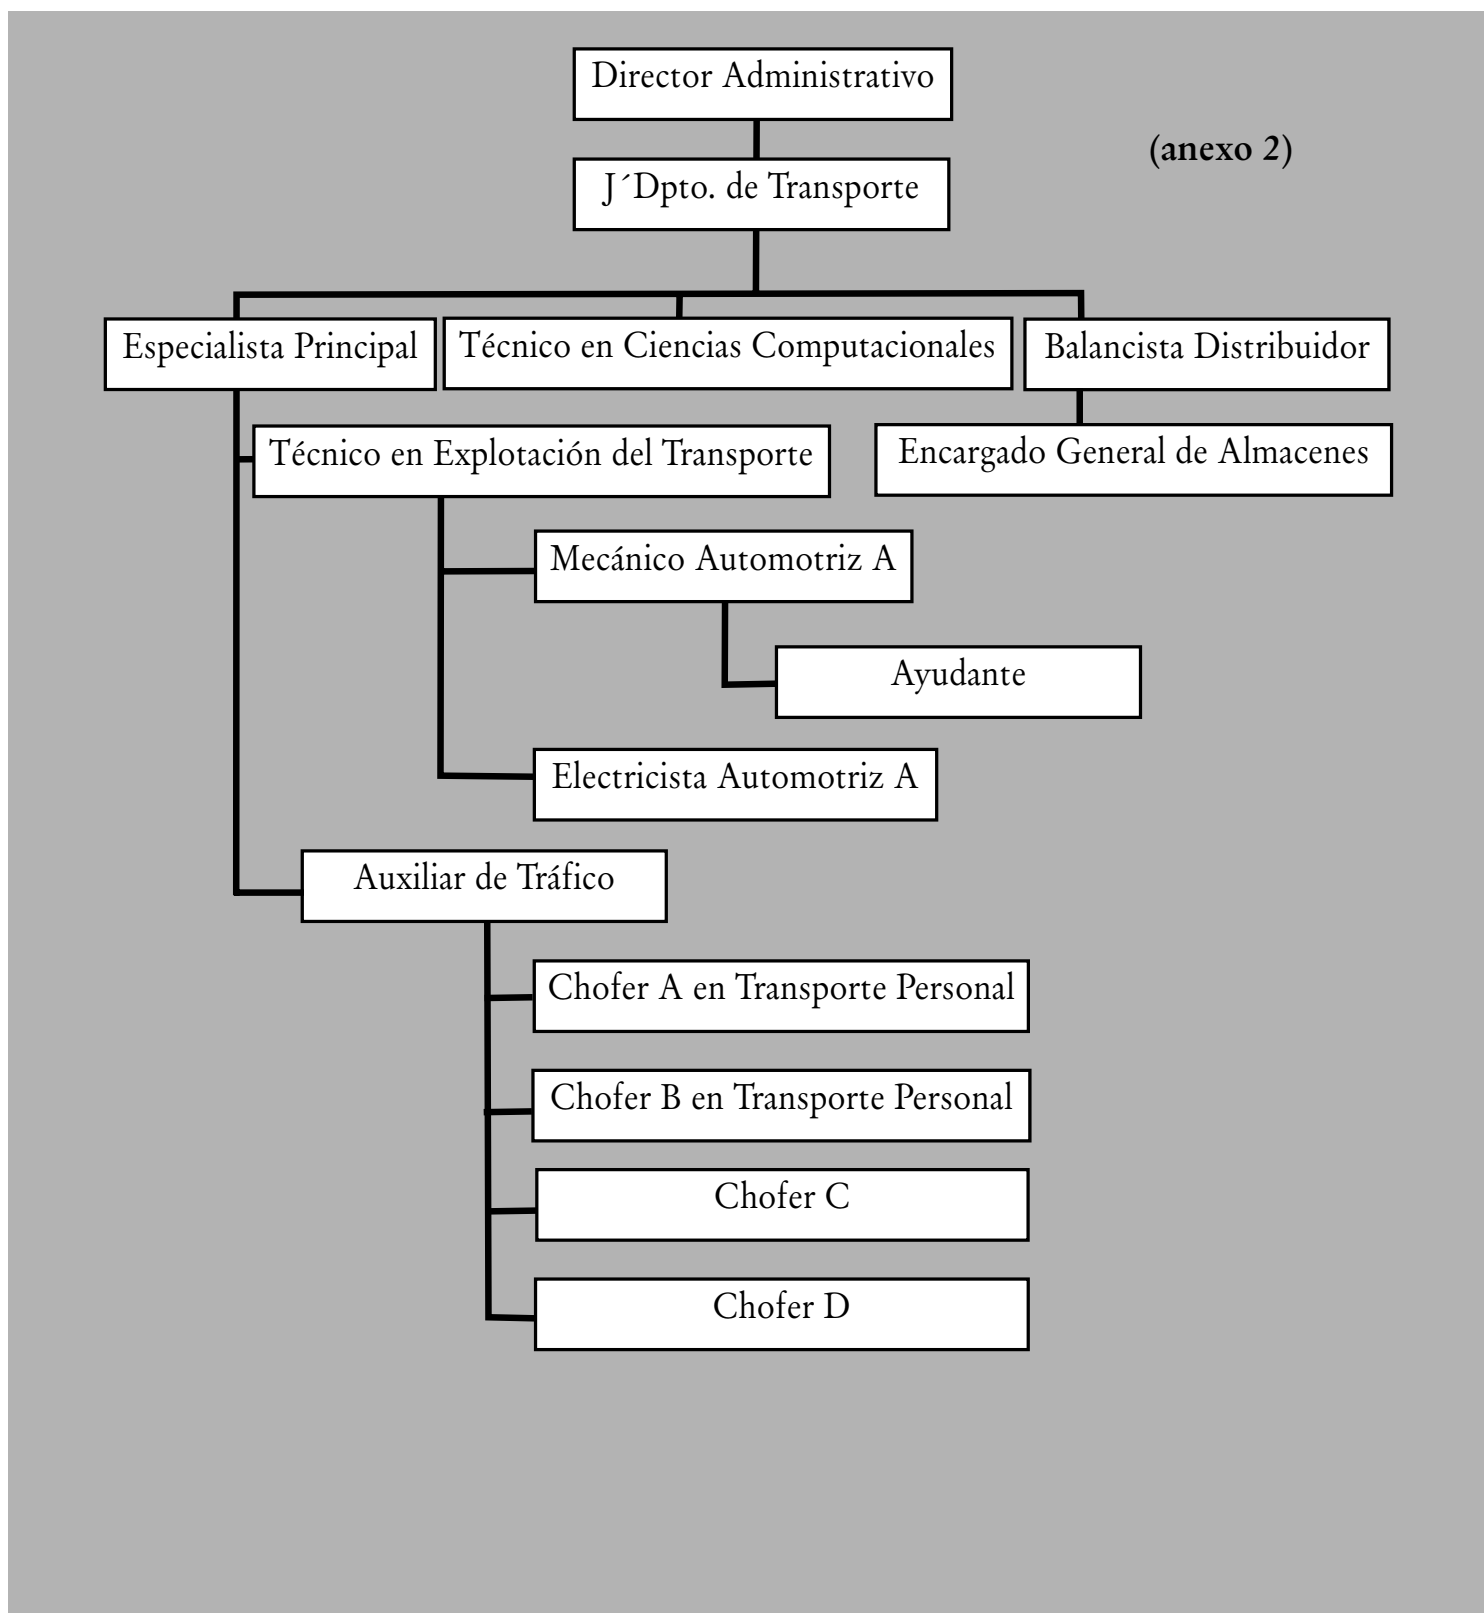 Director Administrativo
(anexo 2)
J´Dpto. de Transporte
Especialista Principal
Técnico en Ciencias Computacionales
Balancista Distribuidor
Técnico en Explotación del Transporte
Encargado General de Almacenes
Mecánico Automotriz A
Ayudante
Electricista Automotriz A
Auxiliar de Tráfico
Chofer A en Transporte Personal
Chofer B en Transporte Personal
Chofer C
Chofer D